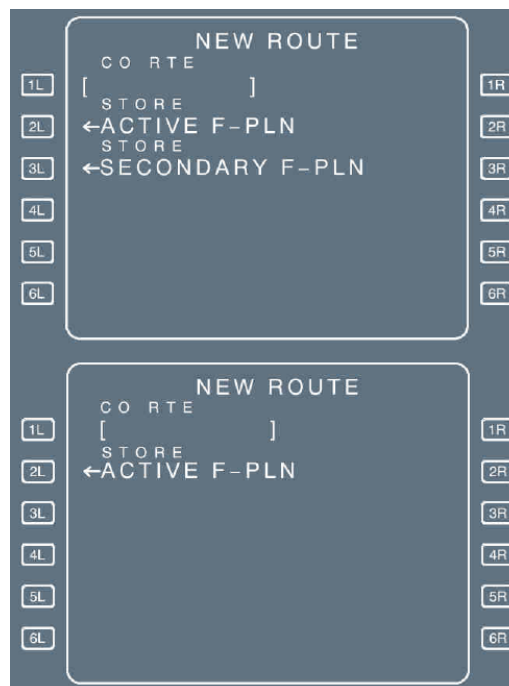 NEW ROUTE
CO RTE
1L [ ] 1R
STORE
2L ←ACTIVE F-PLN 2R
STORE
3L ←SECONDARY F-PLN 3R
4L 4R
5L 5R
6L 6R
NEW ROUTE
CO RTE
1L [ ] 1R
STORE
2L ←ACTIVE F-PLN 2R
3L 3R
4L 4R
5L 5R
6L 6R